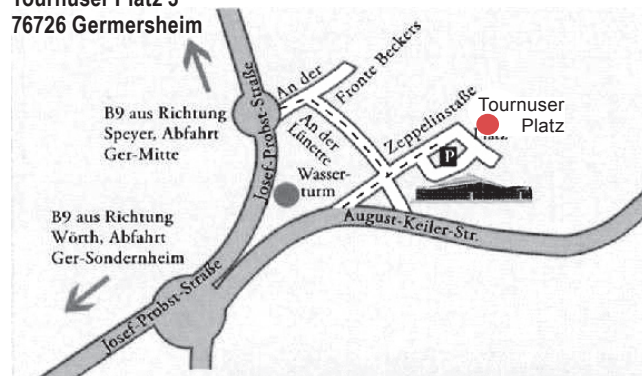 Tournuser Platz
76726 Germersheim
B9 aus Richtung
Speyer, Abfahrt
Ger-Mitte
B9 aus Richtung
Wörth, Abfahrt
Ger-Sondernheim
Josef-Probst-Straße
Josef-Probst-Straße
An der
Fronte Beckers
An der
Lünette
Wasser-
turm
Zeppelinstaße
Tournuser
Platz
P
August-Keiler-Str.